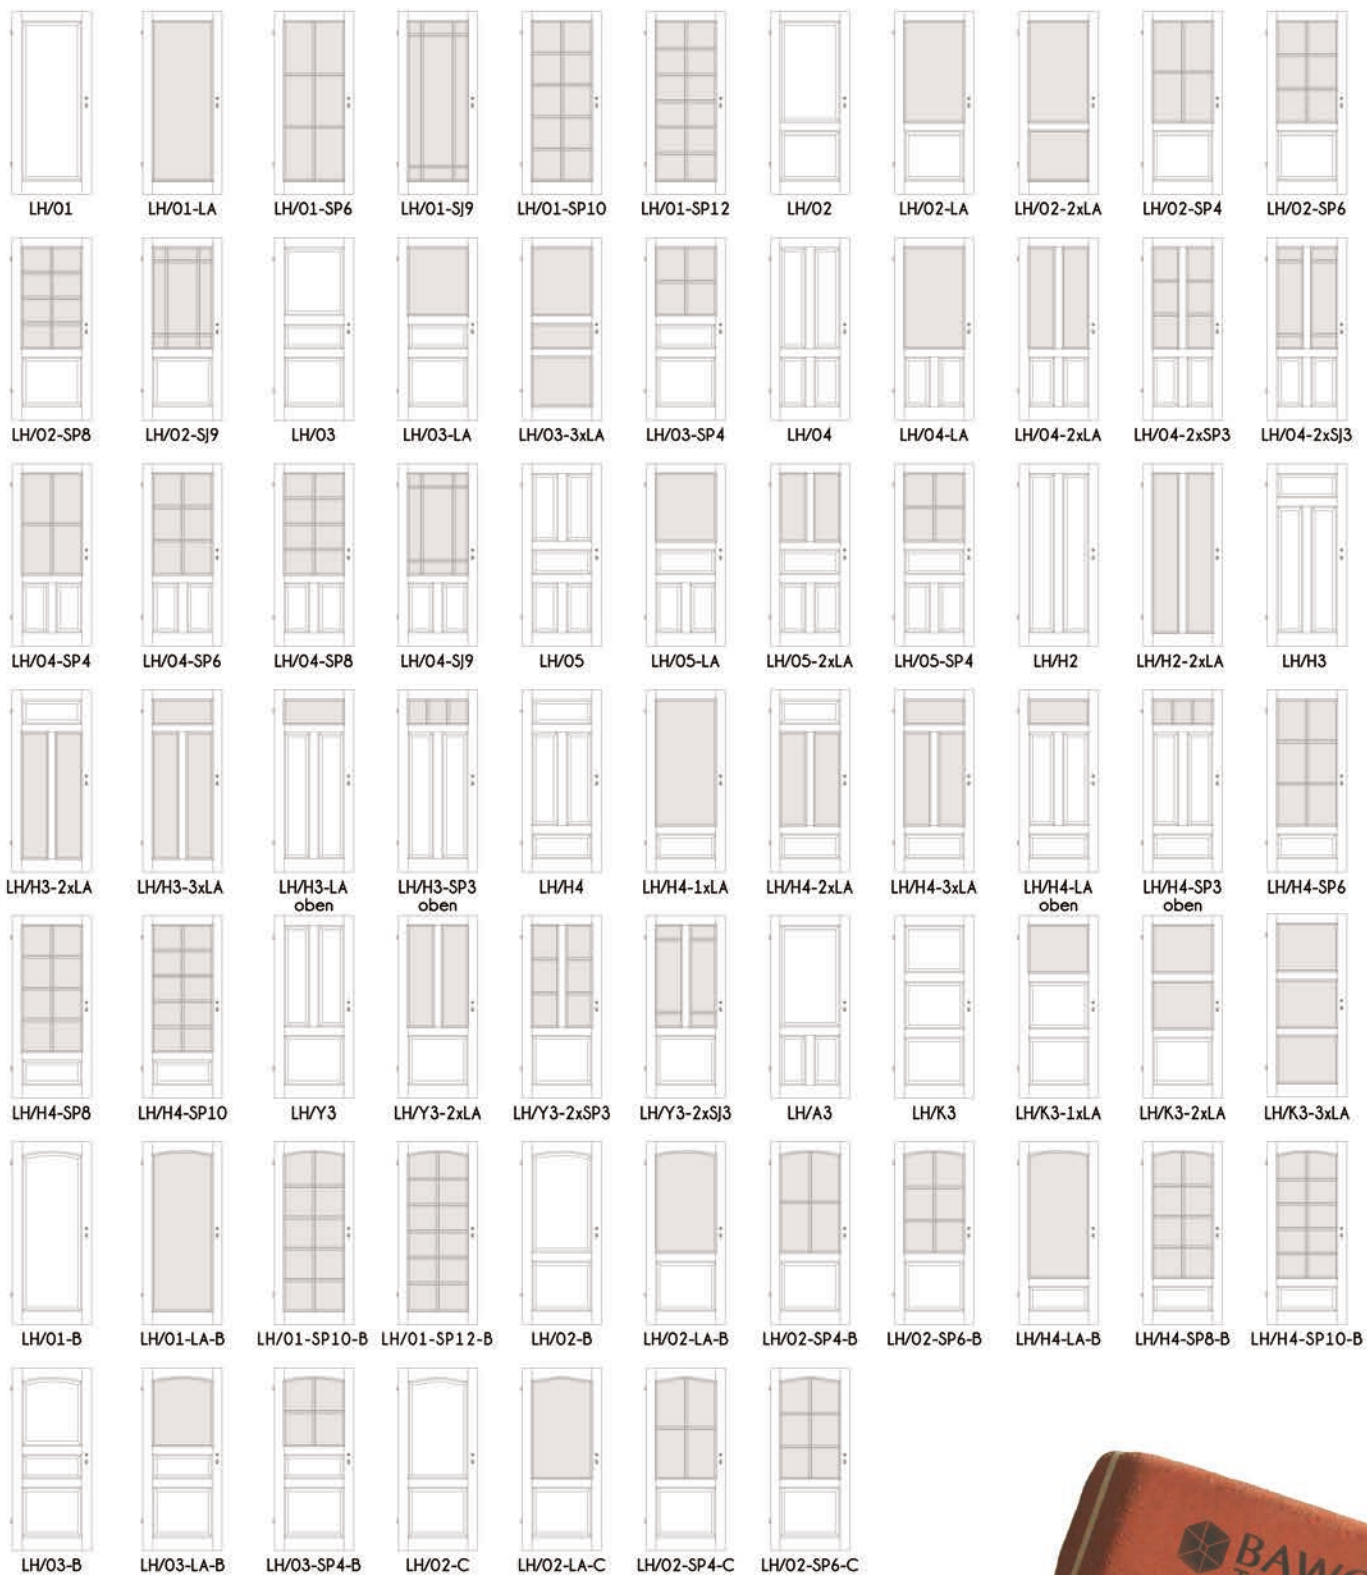 LH/01 LH/01-LA LH/01-SP6 LH/01-SJ9 LH/01-SP10 LH/01-SP12 LH/02 LH/02-LA LH/02-2xLA LH/02-SP4 LH/02-SP6
LH/02-SP8 LH/02-SJ9 LH/03 LH/03-LA LH/03-3xLA LH/03-SP4 LH/04 LH/04-LA LH/04-2xLA LH/04-2xSP3 LH/04-2xSJ3
LH/04-SP4 LH/04-SP6 LH/04-SP8 LH/04-SJ9 LH/05 LH/05-LA LH/05-2xLA LH/05-SP4 LH/H2 LH/H2-2xLA LH/H3
LH/H3-2xLA LH/H3-3xLA LH/H3-LA LH/H3-SP3 LH/H4 LH/H4-1xLA LH/H4-2xLA LH/H4-3xLA LH/H4-LA LH/H4-SP3 LH/H4-SP6
oben oben oben oben
LH/H4-SP8 LH/H4-SP10 LH/Y3 LH/Y3-2xLA LH/Y3-2xSP3 LH/Y3-2xSJ3 LH/A3 LH/K3 LH/K3-1xLA LH/K3-2xLA LH/K3-3xLA
LH/01-B LH/01-LA-B LH/01-SP10-B LH/01-SP12-B LH/02-B LH/02-LA-B LH/02-SP4-B LH/02-SP6-B LH/H4-LA-B LH/H4-SP8-B LH/H4-SP10-B
LH/03-B LH/03-LA-B LH/03-SP4-B LH/02-C LH/02-LA-C LH/02-SP4-C LH/02-SP6-C